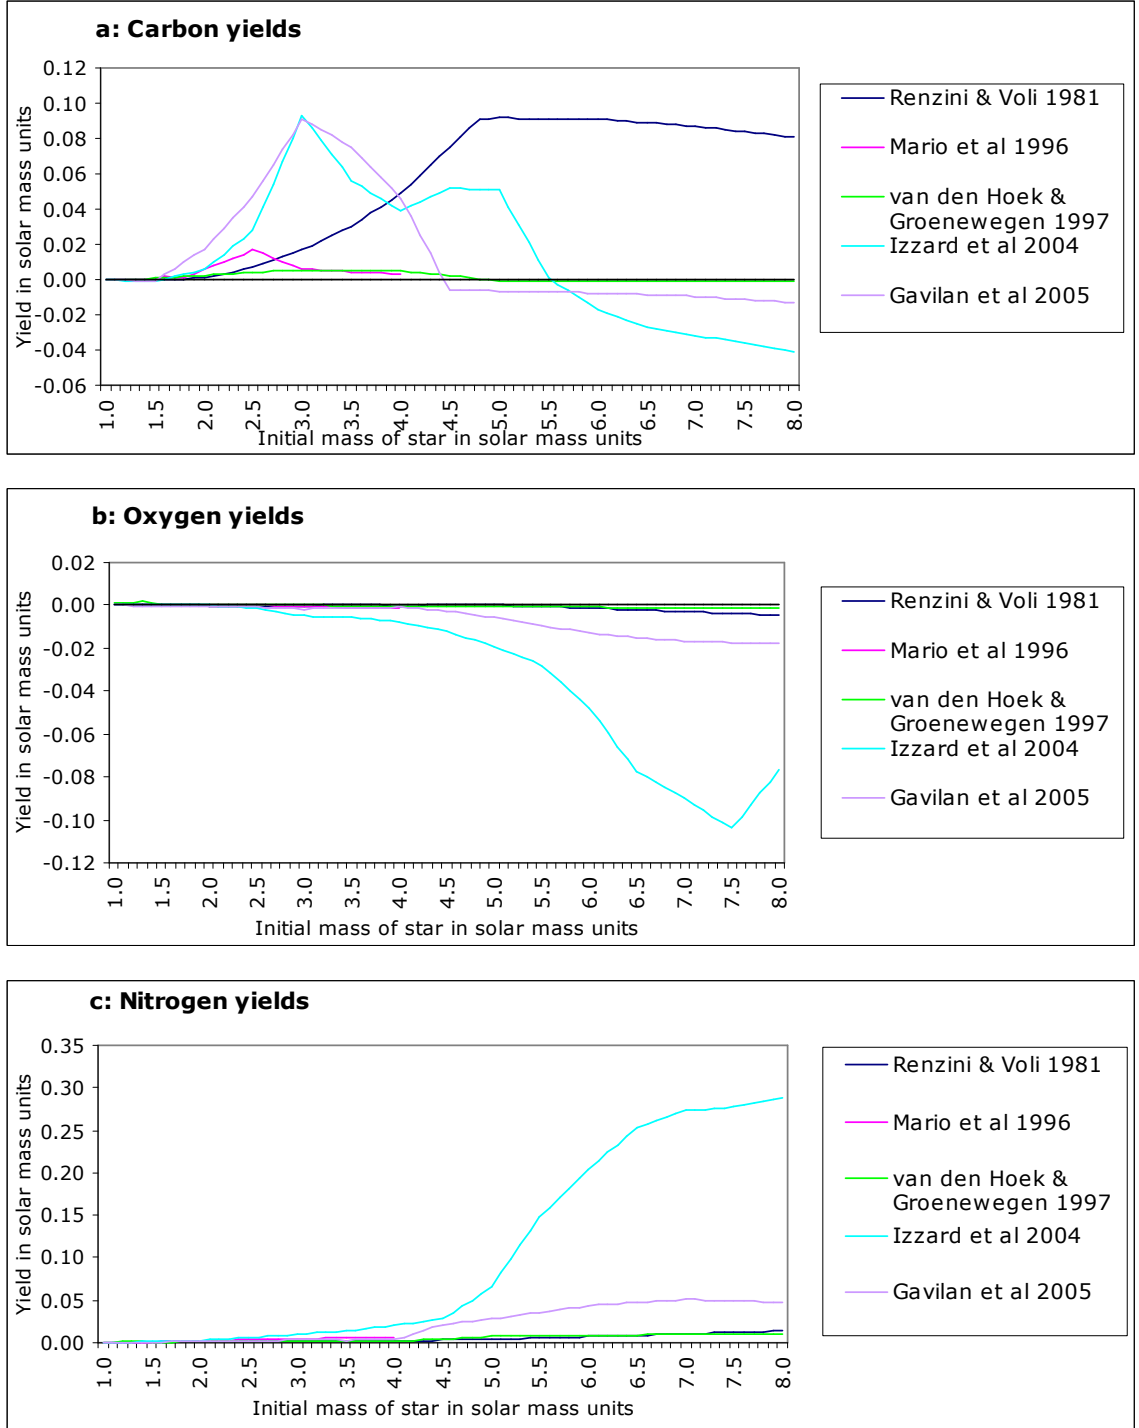 a: Carbon yields
Yield in solar mass units
0.12
0.10
0.08
0.06
0.04
0.02
0.00
-0.02
-0.04
-0.06
1.0
1.5
2.0
2.5
3.0
3.5
4.0
4.5
5.0
5.5
6.0
6.5
7.0
7.5
8.0
Initial mass of star in solar mass units
Renzini & Voli 1981
Mario et al 1996
van den Hoek &
Groenewegen 1997
Izzard et al 2004
Gavilan et al 2005
b: Oxygen yields
Yield in solar mass units
0.02
0.00
-0.02
-0.04
-0.06
-0.08
-0.10
-0.12
1.0
1.5
2.0
2.5
3.0
3.5
4.0
4.5
5.0
5.5
6.0
6.5
7.0
7.5
8.0
Initial mass of star in solar mass units
Renzini & Voli 1981
Mario et al 1996
van den Hoek &
Groenewegen 1997
Izzard et al 2004
Gavilan et al 2005
c: Nitrogen yields
Yield in solar mass units
0.35
0.30
0.25
0.20
0.15
0.10
0.05
0.00
1.0
1.5
2.0
2.5
3.0
3.5
4.0
4.5
5.0
5.5
6.0
6.5
7.0
7.5
8.0
Initial mass of star in solar mass units
Renzini & Voli 1981
Mario et al 1996
van den Hoek &
Groenewegen 1997
Izzard et al 2004
Gavilan et al 2005